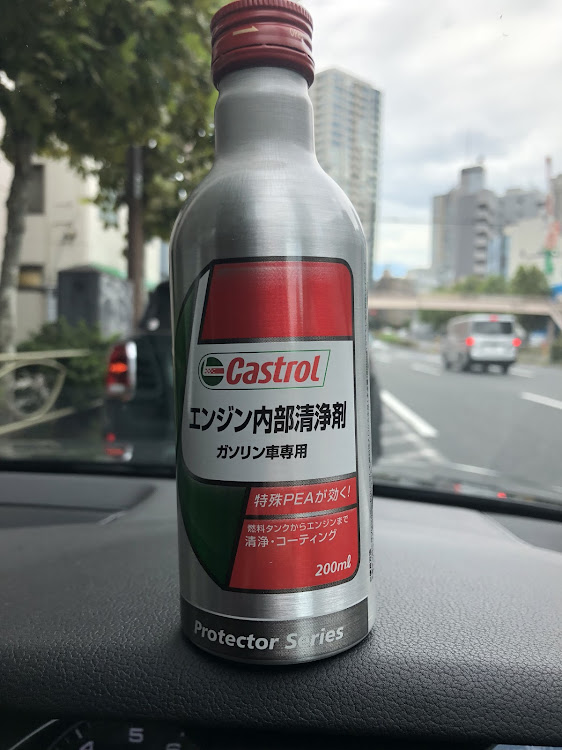 Castrol
エンジン内部清浄剤
ガソリン車専用
特殊PEAが効く!
燃料タンクからエンジンまで
清浄・コーティング
200mℓ
Protector Series
5